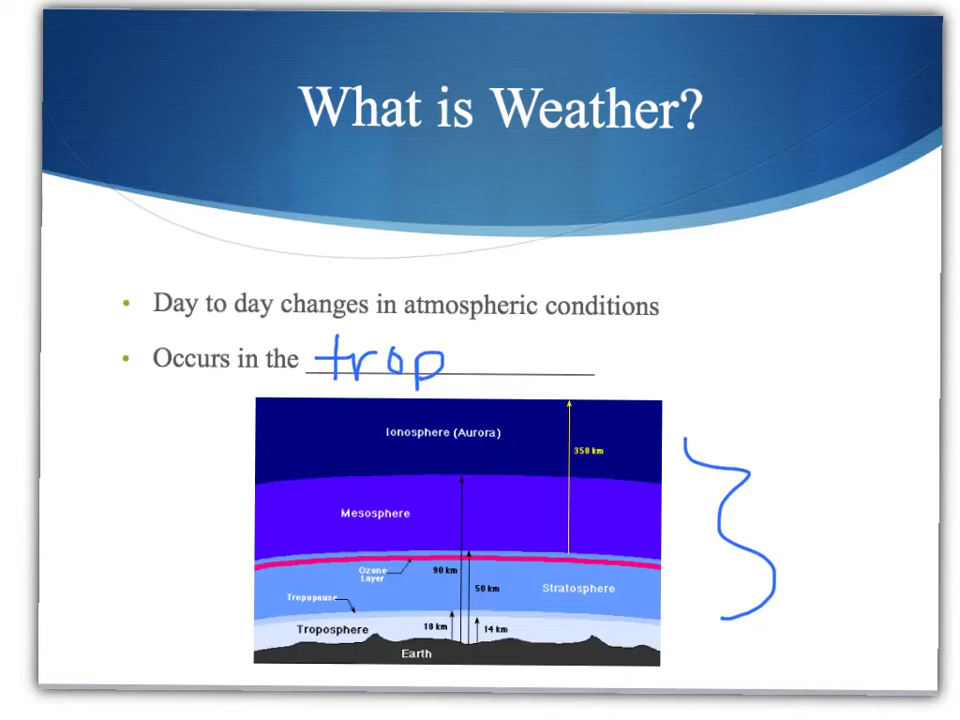 What is Weather?
• Day to day changes in atmospheric conditions
• Occurs in the trop
Ionosphere (Aurora)
350 km
Mesosphere
Ozone
Layer
90 km
50 km
Stratosphere
Tropopause
Troposphere
18 km
14 km
Earth